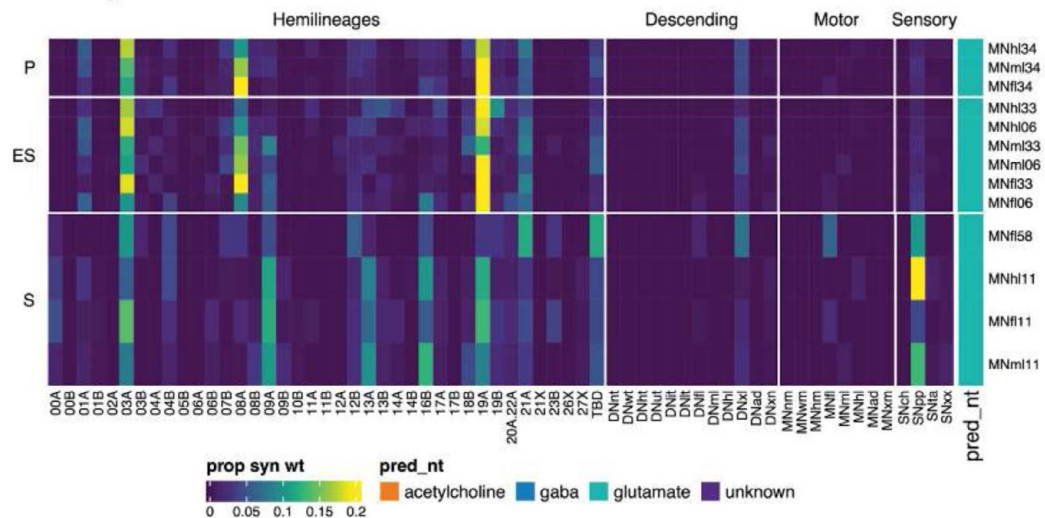 Hemilineages Descending Motor Sensory
P
ES
S
MNhl34
MNml34
MNfl34
MNhl33
MNhl06
MNml33
MNml06
MNfl33
MNfl06
MNfl58
MNhl11
MNfl11
MNml11
00A 00B 01A 01B 02A 03A 03B 04A 04B 05B 06A 06B 07B 08A 08B 09A 09B 10B 11A 11B 12A 12B 13A 13B 14A 14B 16B 17A 17B 18B 19A 19B 20A.22A 21A 21X 23B 26X 27X TBD DNnt DNwt DNht DNut DNit DNlt DNfl DNml DNhl DNxl DNad DNxn MNnm MNwm MNhm MNfl MNml MNhl MNad MNxm SNch SNpp SNta SNxx pred_nt
prop syn wt
0 0.05 0.1 0.15 0.2
pred_nt
acetylcholine gaba glutamate unknown